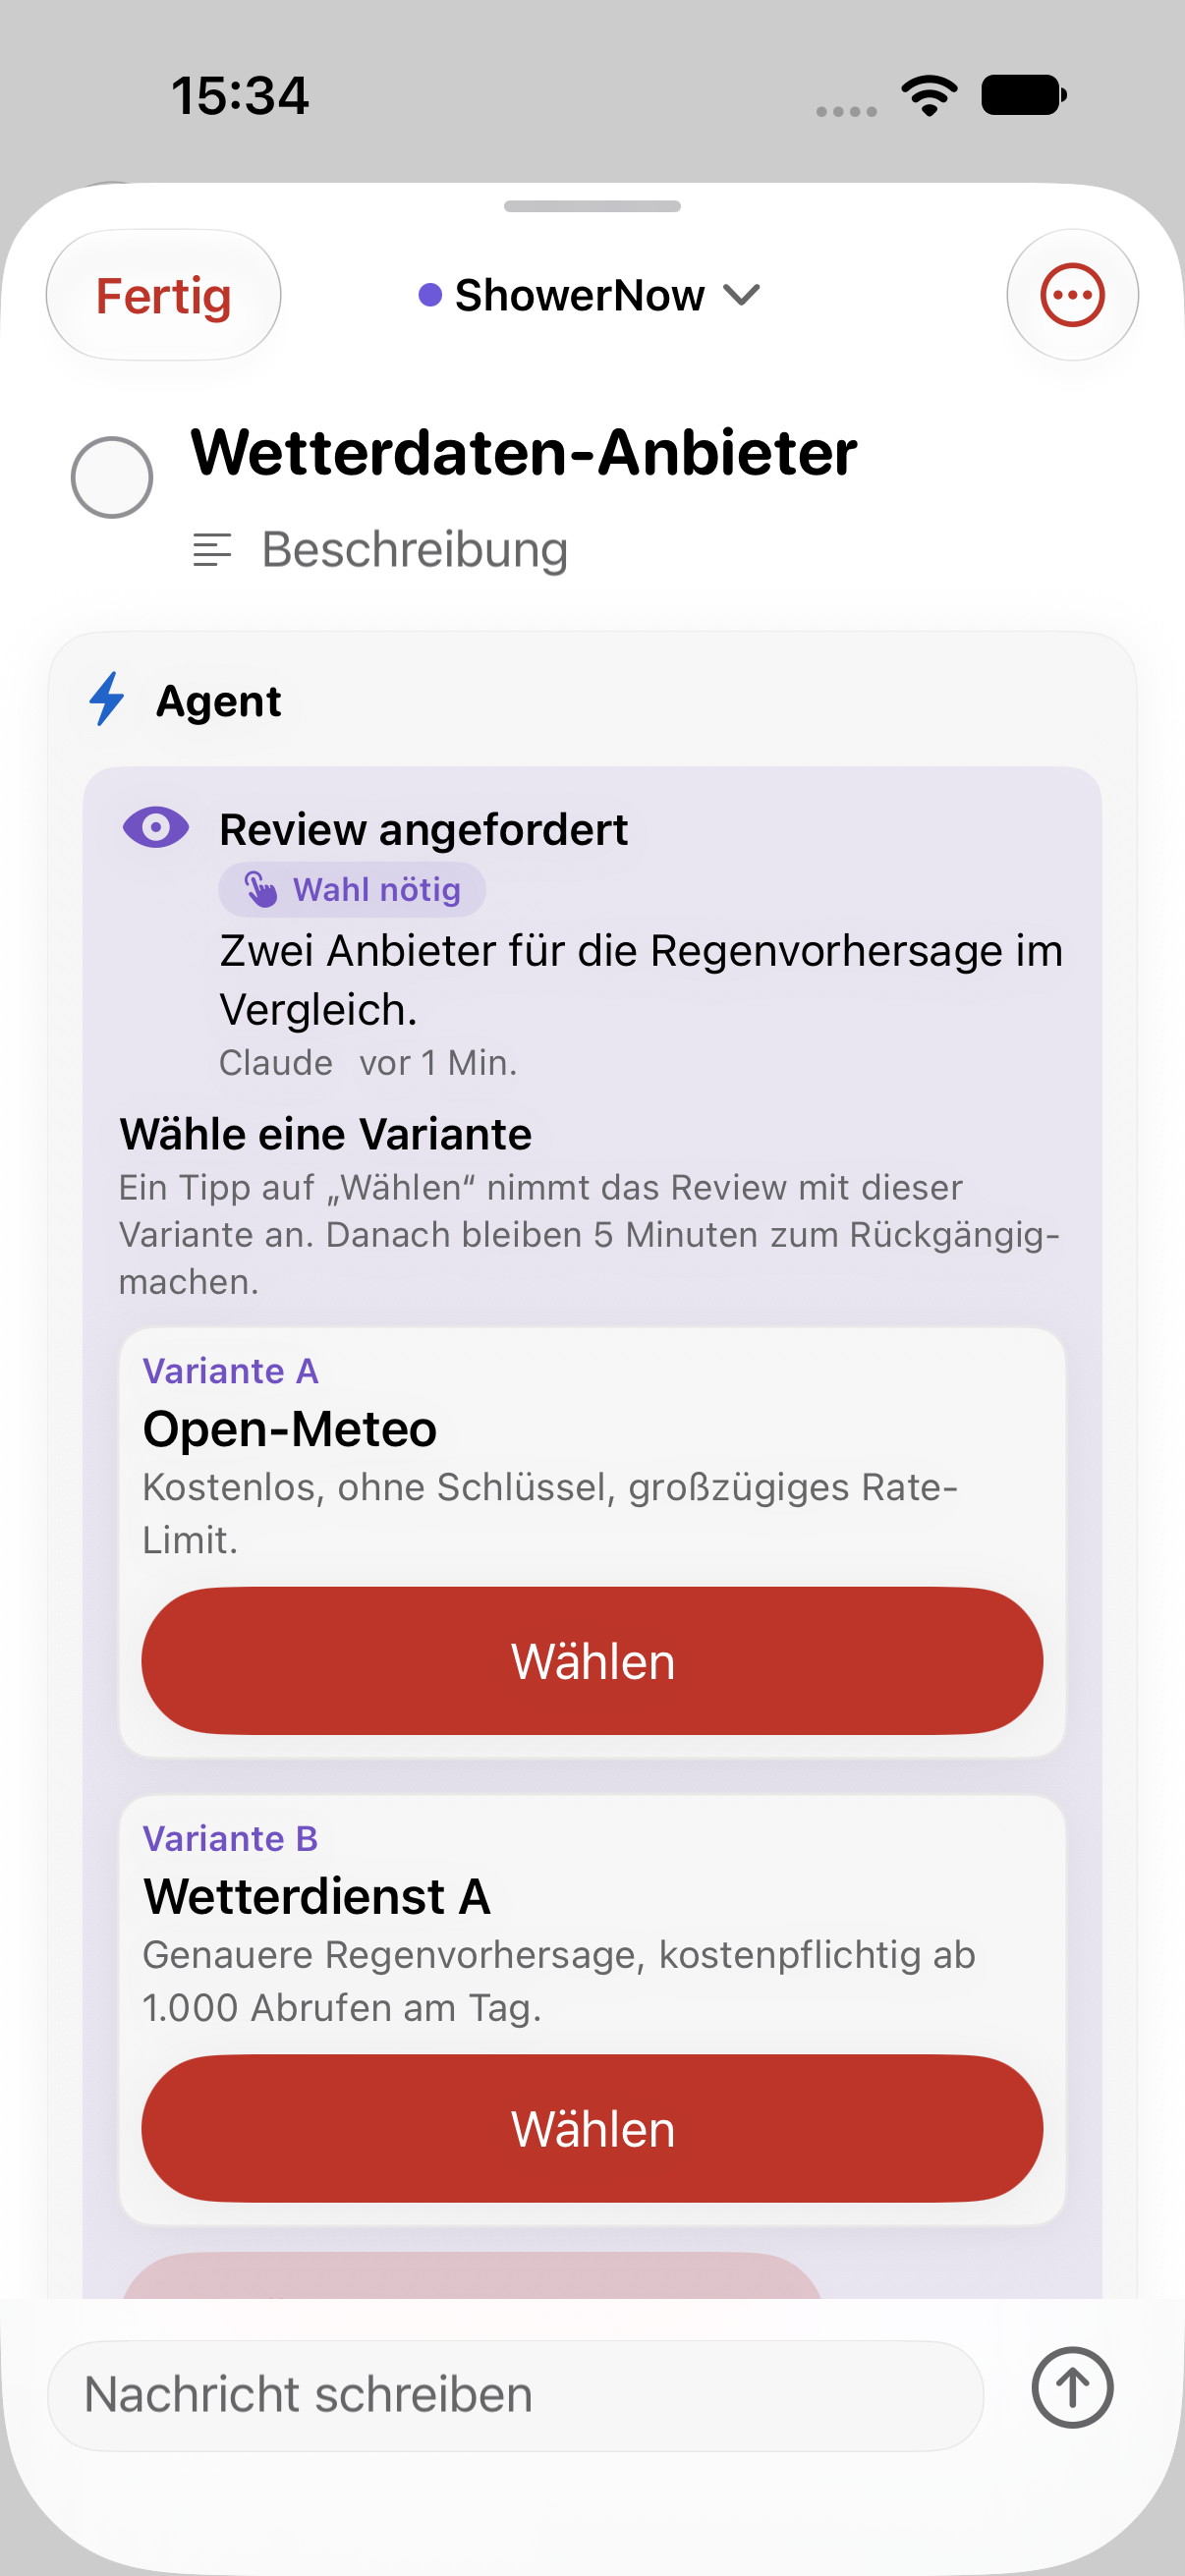 15:34
Fertig
ShowerNow
Wetterdaten-Anbieter
Beschreibung
Agent
Review angefordert
Wahl nötig
Zwei Anbieter für die Regenvorhersage im
Vergleich.
Claude vor 1 Min.
Wähle eine Variante
Ein Tipp auf „Wählen“ nimmt das Review mit dieser
Variante an. Danach bleiben 5 Minuten zum Rückgängig-
machen.
Variante A
Open-Meteo
Kostenlos, ohne Schlüssel, großzügiges Rate-
Limit.
Wählen
Variante B
Wetterdienst A
Genauere Regenvorhersage, kostenpflichtig ab
1.000 Abrufen am Tag.
Wählen
Nachricht schreiben